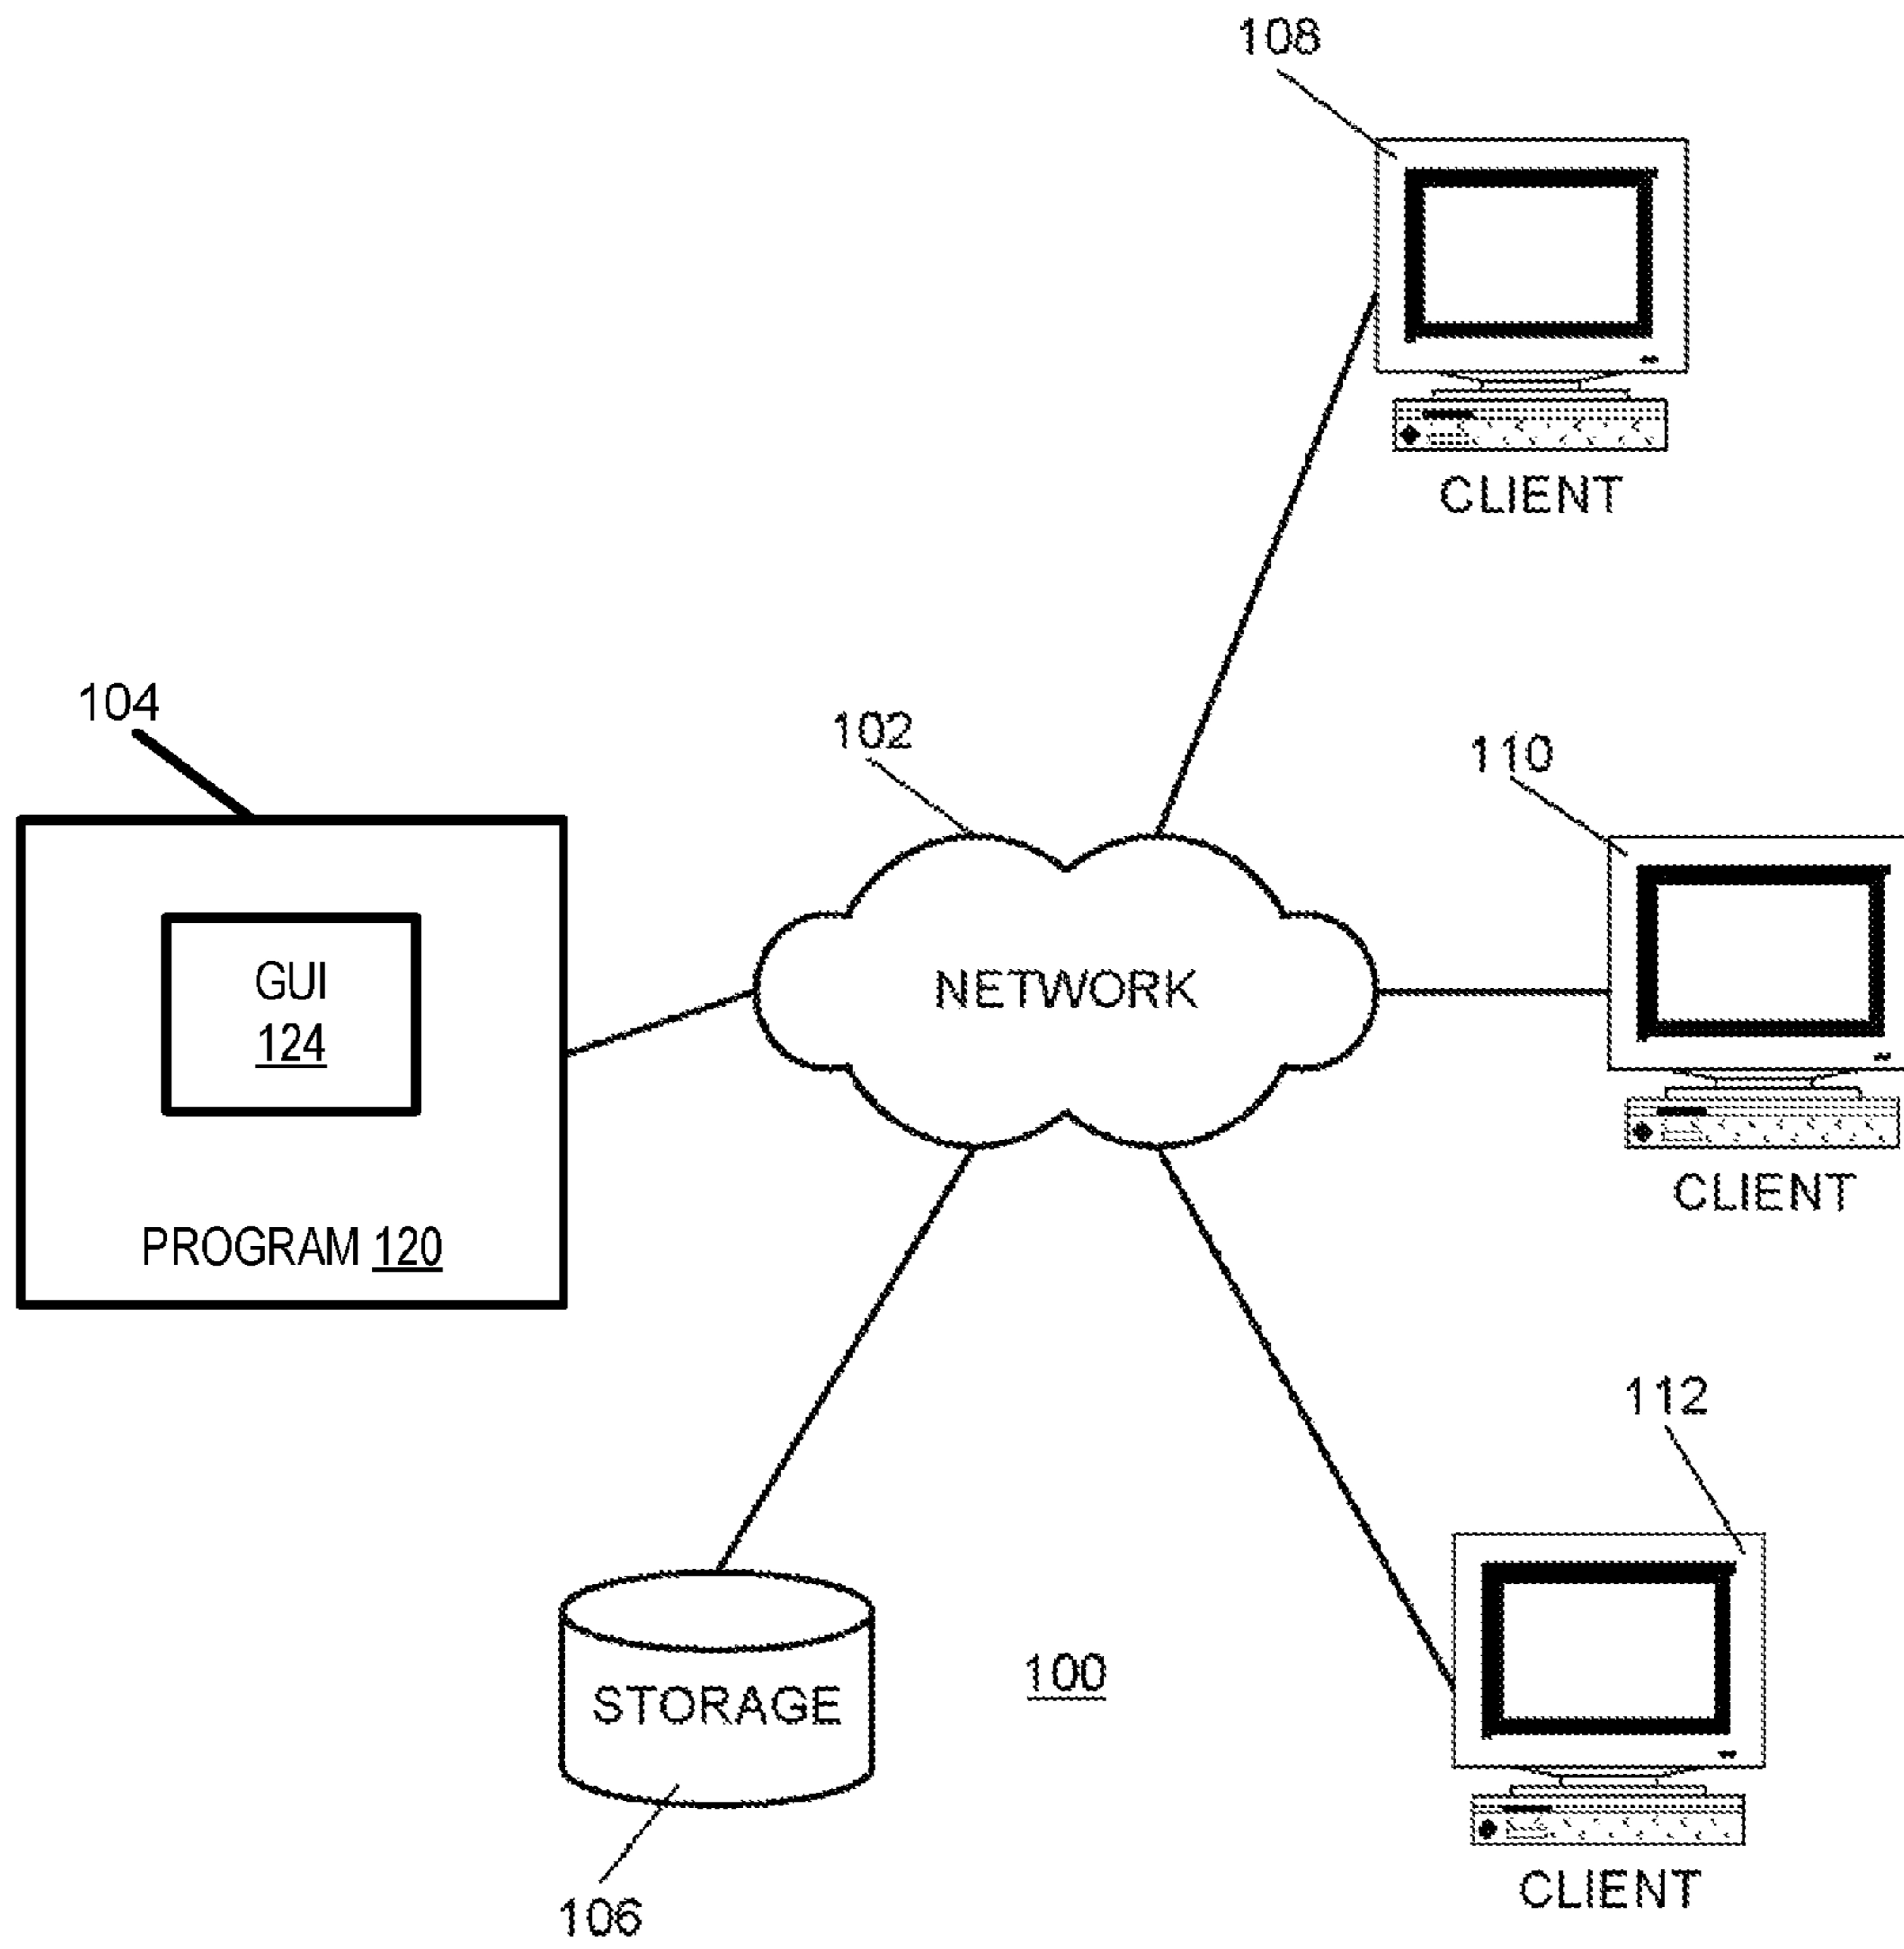 108
CLIENT
104
102
110
GUI
124
NETWORK
PROGRAM 120
CLIENT
112
STORAGE
100
106
CLIENT